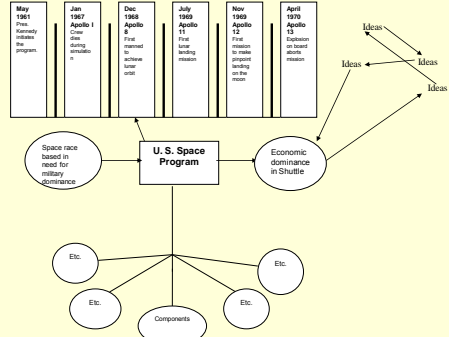 May
1961
Pres.
Kennedy
initiates
the
program.
Jan
1967
Apollo I
Crew
dies
during
simulatio
n
Dec
1968
Apollo
8
First
manned
to
achieve
lunar
orbit
July
1969
Apollo
11
First
lunar
landing
mission
Nov
1969
Apollo
12
First
mission
to make
pinpoint
landing
on the
moon
April
1970
Apollo
13
Explosion
on board
aborts
mission
Ideas
Ideas
Ideas
Ideas
Space race
based in
need for
military
dominance
U. S. Space
Program
Economic
dominance
in Shuttle
Etc.
Etc.
Etc.
Etc.
Components